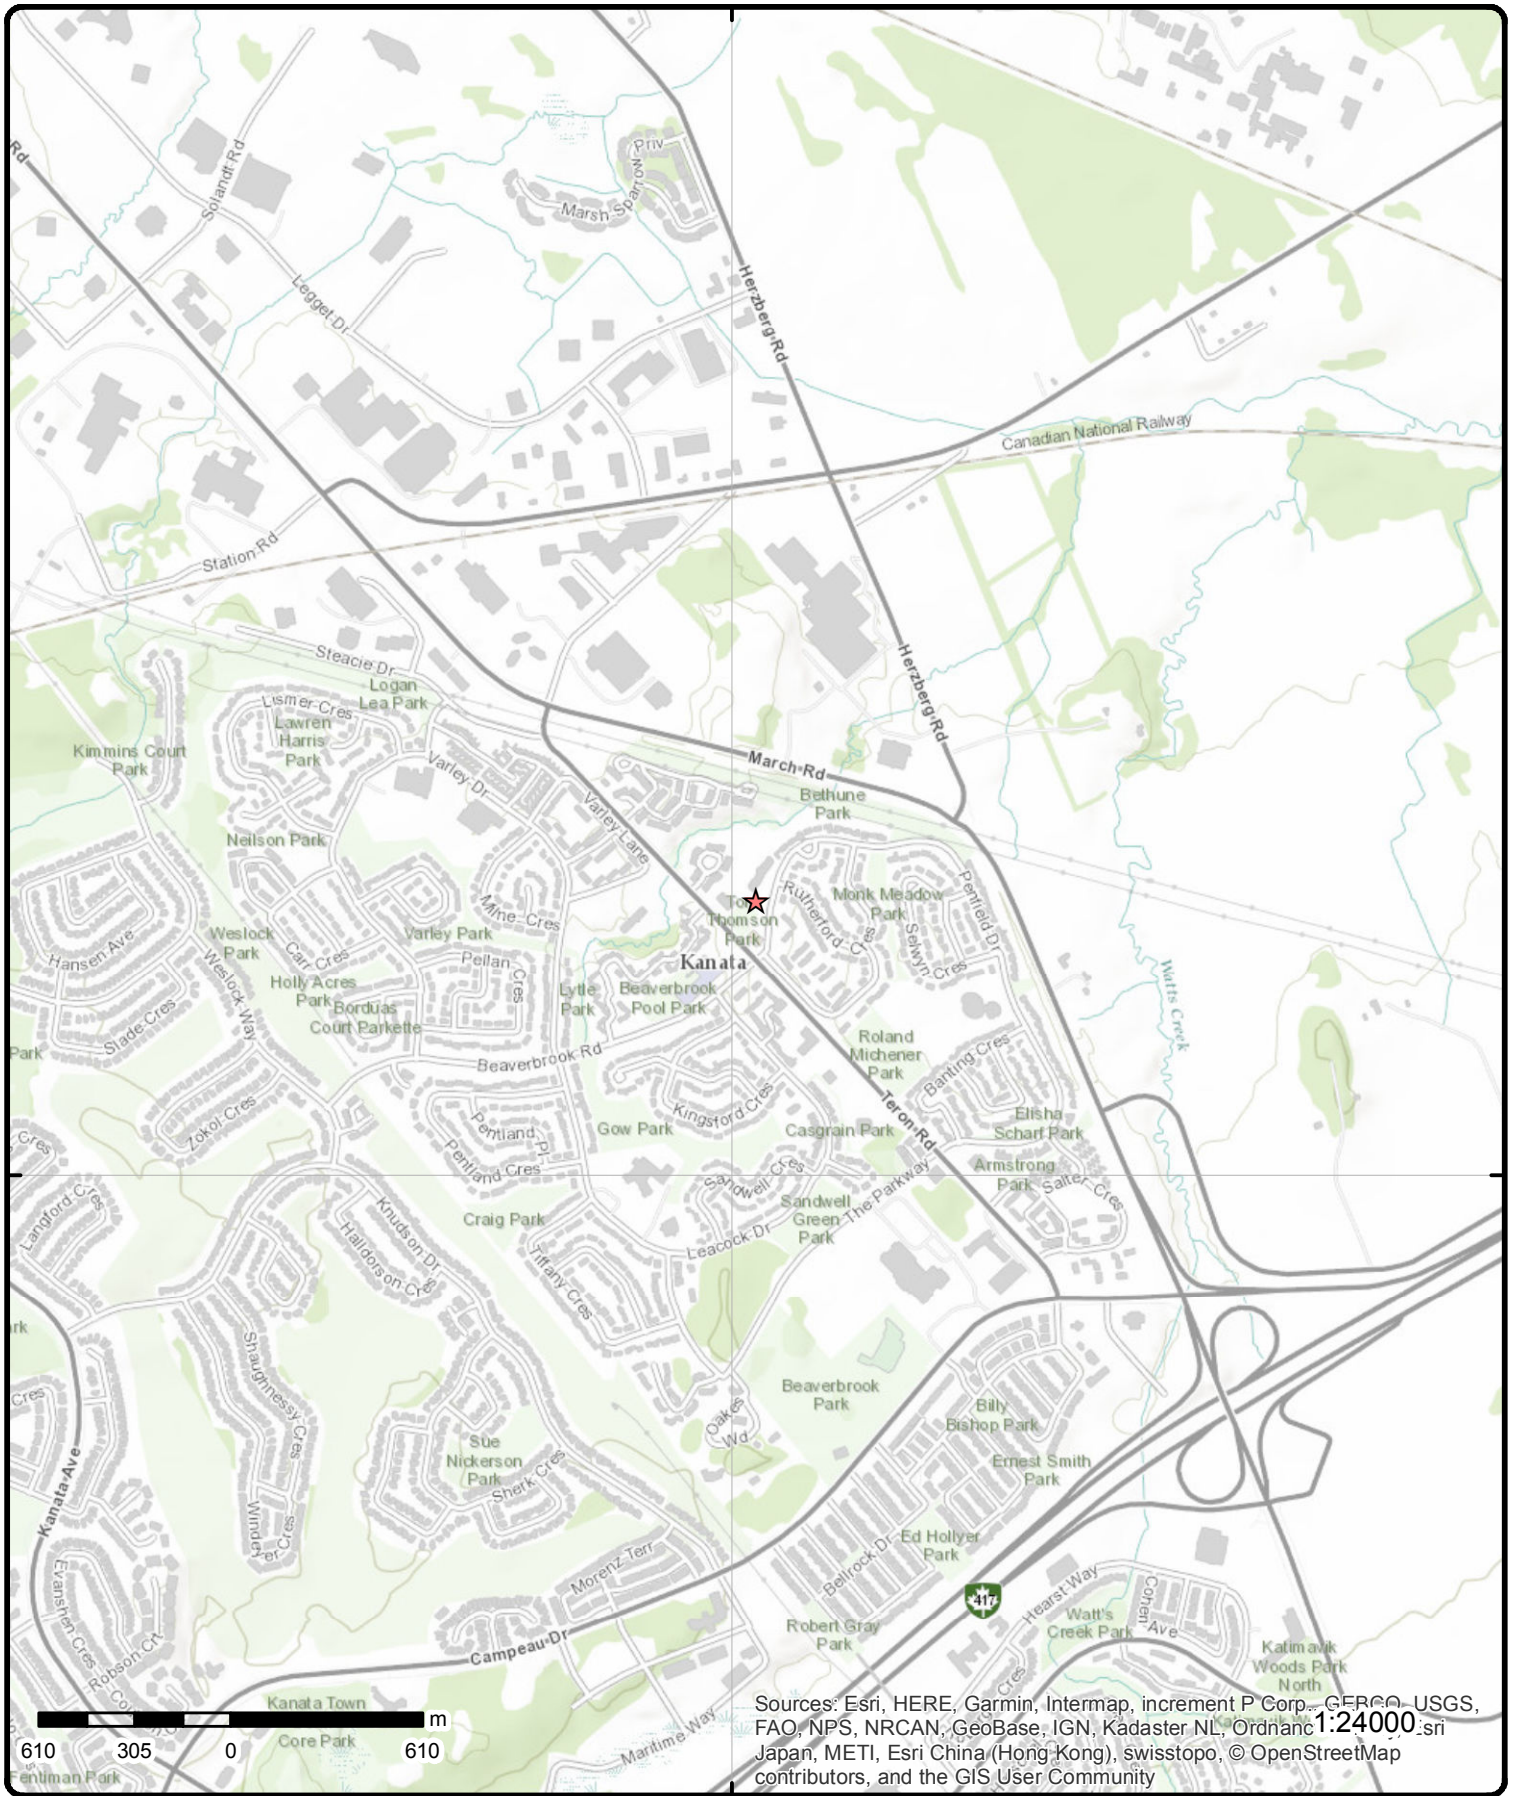 Rd
Solandt Rd
Priv
Marsh Sparrow
Legget Dr
Herzberg Rd
Canadian National Railway
Station Rd
Steacie Dr
Logan
Lea Park
Lismer Cres
Lawren
Harris
Park
Kimmins Court
Park
Varley Dr
Herzberg Rd
March Rd
Bethune
Park
Varley Lane
Neilson Park
Penfield Dr
Rutherford Cres
Monk Meadow
Park
Selwyn Cres
Milne Cres
Thomson
Park
Kanata
Hansen Ave
Weslock
Park
Weslock Way
Varley Park
Pellan Cres
Carr Cres
Holly Acres
Park
Borduas
Court Parkette
Lytle
Park
Beaverbrook
Pool Park
Watts Creek
Slade Cres
Park
Beaverbrook Rd
Roland
Michener
Park
Banting Cres
Teron Rd
Zokol Cres
Pentland Pl
Pentland Cres
Kingsford Cres
Gow Park
Casgrain Park
Elisha
Scharf Park
Cres
Armstrong
Park
Salter Cres
Sandwell Cres
Sandwell
Green
Park
The Parkway
Langford Cres
Knudson Dr
Halldorson Cres
Craig Park
Leacock Dr
Tiffany Cres
rk
Shaughnessy Cres
Cres
Beaverbrook
Park
Billy
Bishop Park
Oakes
Wd
Sue
Nickerson
Park
Sherk Cres
Ernest Smith
Park
Kanata Ave
Windeyer Cres
Ed Hollyer
Park
Bellrock Dr
Morenz Terr
417
Hearst Way
Cohen Ave
Watt's
Creek Park
Evanshen Cres
Robson Crt
Robert Gray
Park
Katimavik
Woods Park
North
Campeau Dr
Cres
Kanata Town
Core Park
Maritime Way
Fentiman Park
m
610 305 0 610
Sources: Esri, HERE, Garmin, Intermap, increment P Corp., GEBCO, USGS,
FAO, NPS, NRCAN, GeoBase, IGN, Kadaster NL, Ordnanc
1:24000
Esri
Japan, METI, Esri China (Hong Kong), swisstopo, © OpenStreetMap
contributors, and the GIS User Community